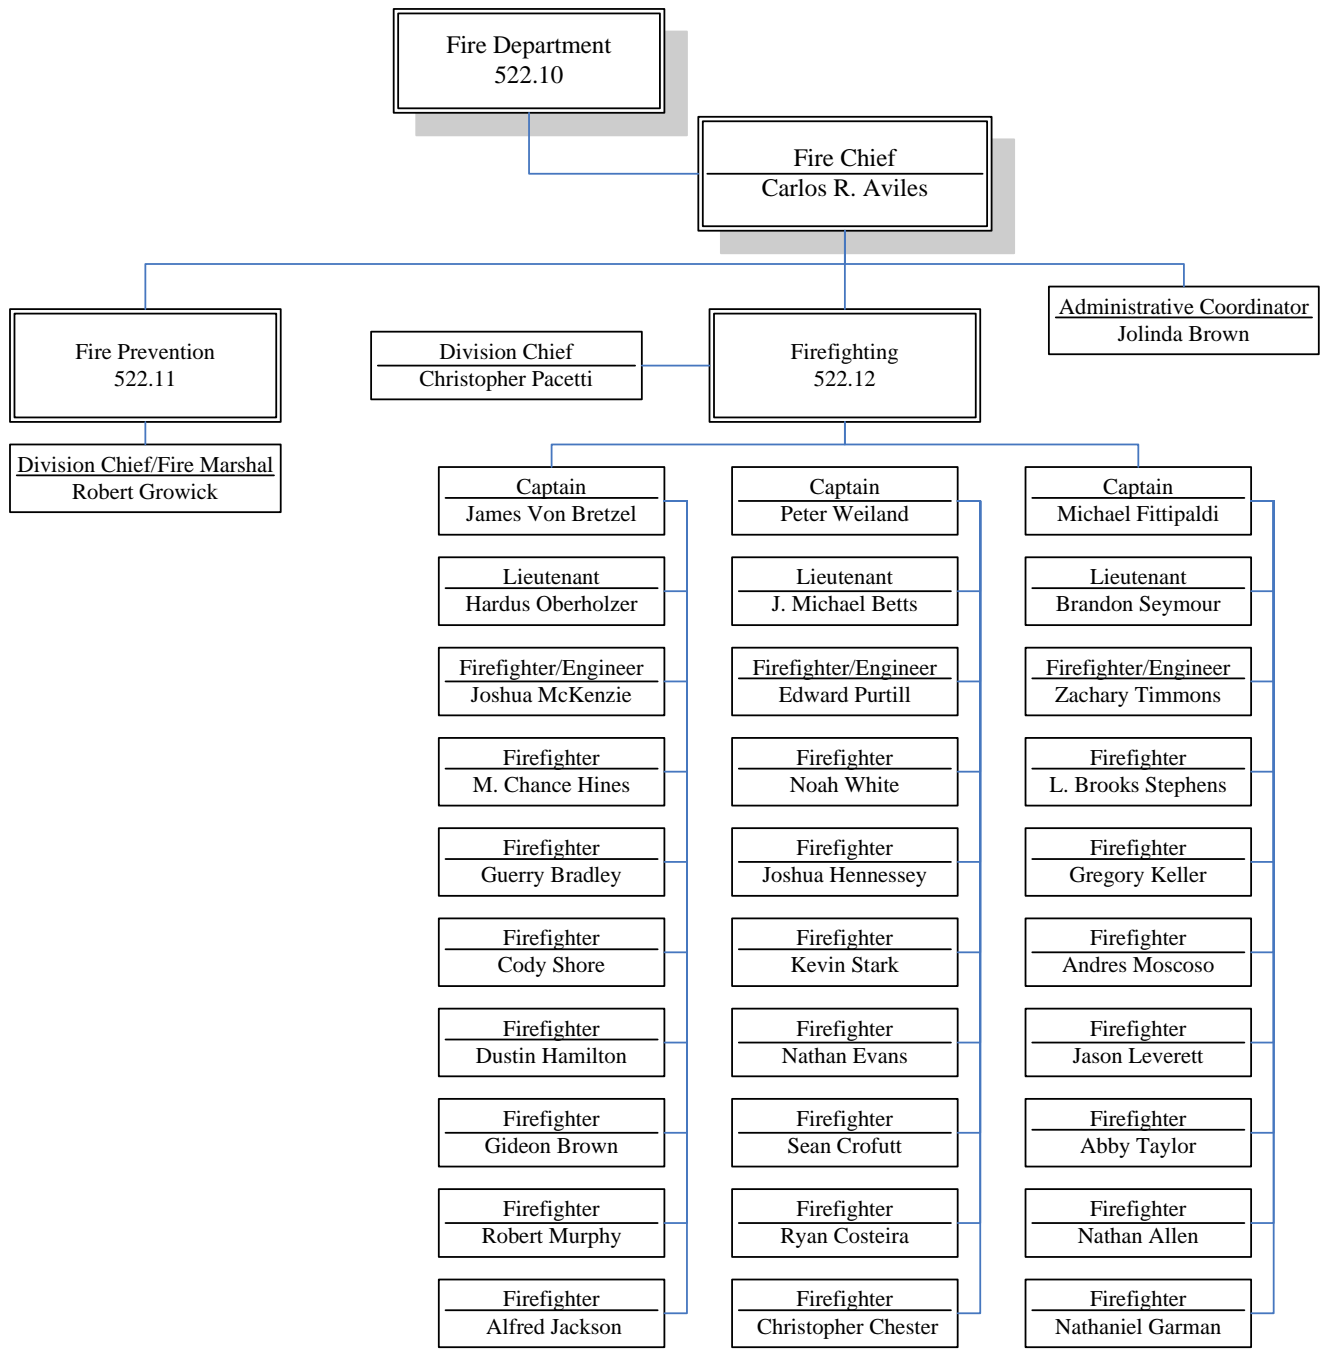 Fire Department
522.10
Fire Chief
Carlos R. Aviles
Administrative Coordinator
Jolinda Brown
Fire Prevention
522.11
Division Chief
Christopher Pacetti
Firefighting
522.12
Division Chief/Fire Marshal
Robert Growick
Captain
James Von Bretzel
Lieutenant
Hardus Oberholzer
Firefighter/Engineer
Joshua McKenzie
Firefighter
M. Chance Hines
Firefighter
Guerry Bradley
Firefighter
Cody Shore
Firefighter
Dustin Hamilton
Firefighter
Gideon Brown
Firefighter
Robert Murphy
Firefighter
Alfred Jackson
Captain
Peter Weiland
Lieutenant
J. Michael Betts
Firefighter/Engineer
Edward Purtill
Firefighter
Noah White
Firefighter
Joshua Hennessey
Firefighter
Kevin Stark
Firefighter
Nathan Evans
Firefighter
Sean Crofutt
Firefighter
Ryan Costeira
Firefighter
Christopher Chester
Captain
Michael Fittipaldi
Lieutenant
Brandon Seymour
Firefighter/Engineer
Zachary Timmons
Firefighter
L. Brooks Stephens
Firefighter
Gregory Keller
Firefighter
Andres Moscoso
Firefighter
Jason Leverett
Firefighter
Abby Taylor
Firefighter
Nathan Allen
Firefighter
Nathaniel Garman